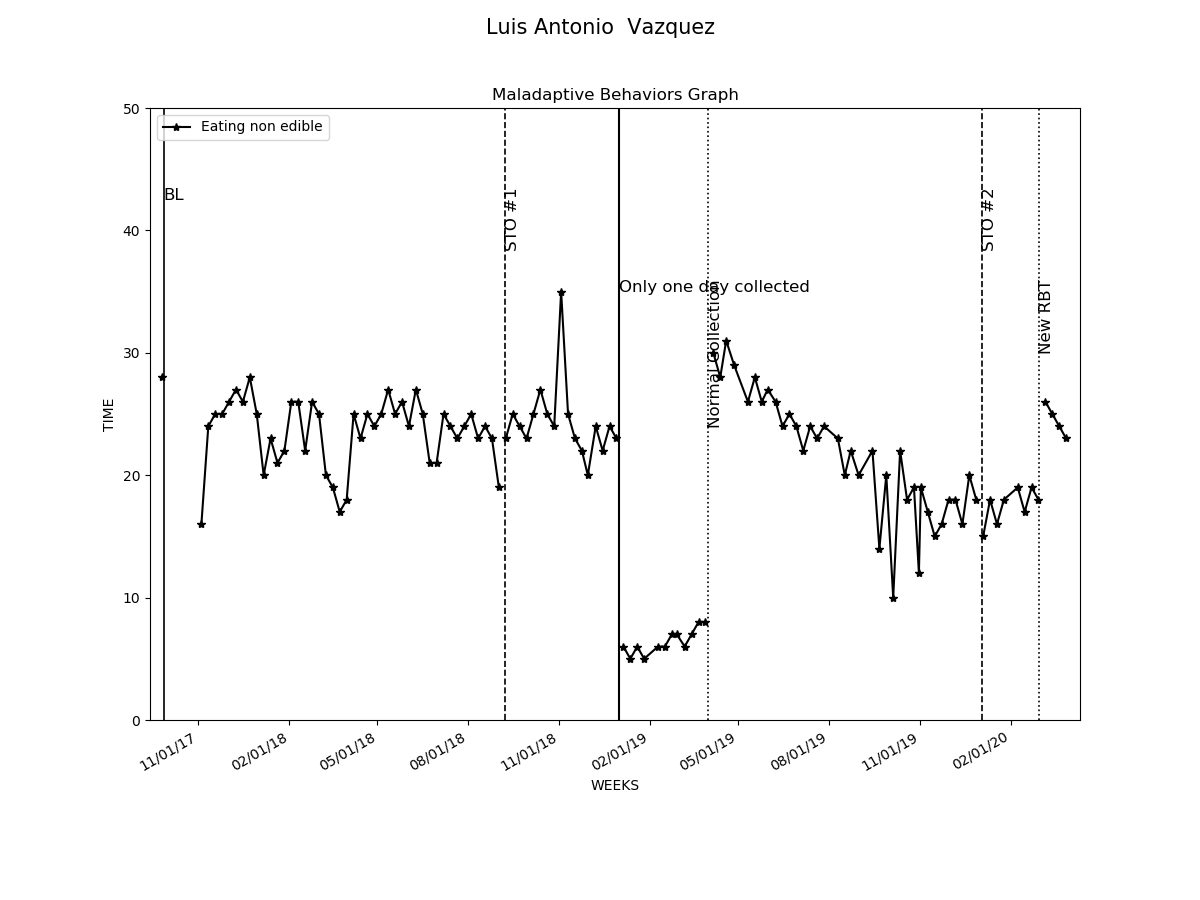 Luis Antonio  Vazquez
Maladaptive Behaviors Graph
50
Eating non edible
BL
STO #1
STO #2
40
Only one day collected
Normal Collection
New RBT
30
TIME
20
10
0
11/01/17
02/01/18
05/01/18
08/01/18
11/01/18
02/01/19
05/01/19
08/01/19
11/01/19
02/01/20
WEEKS